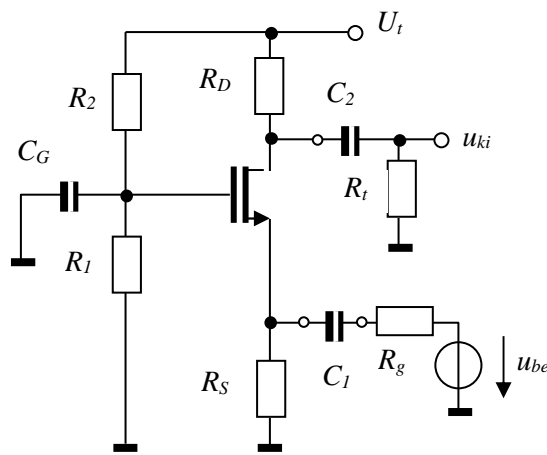 U_t
R_2
R_D
C_2
u_ki
C_G
R_t
R_1
R_S
C_1
R_g
u_be